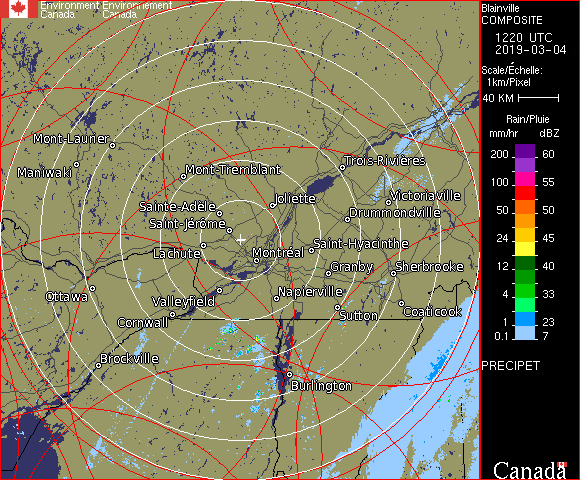 Environment Environnement
Canada Canada
Blainville
COMPOSITE
1220 UTC
2019-03-04
Scale/Échelle:
1km/Pixel
40 KM
Rain/Pluie
mm/hr dBZ
200 60
100 55
50 50
24 45
12 40
4 33
1 23
0.1 7
PRECIPET
Canada
Mont-Laurier
Maniwaki
Mont-Tremblant
Trois-Rivières
Sainte-Adèle
Joliette
Victoriaville
Saint-Jérôme
Drummondville
Lachute
Montréal
Saint-Hyacinthe
Granby
Sherbrooke
Ottawa
Valleyfield
Napierville
Cornwall
Sutton
Coaticook
Brockville
Burlington